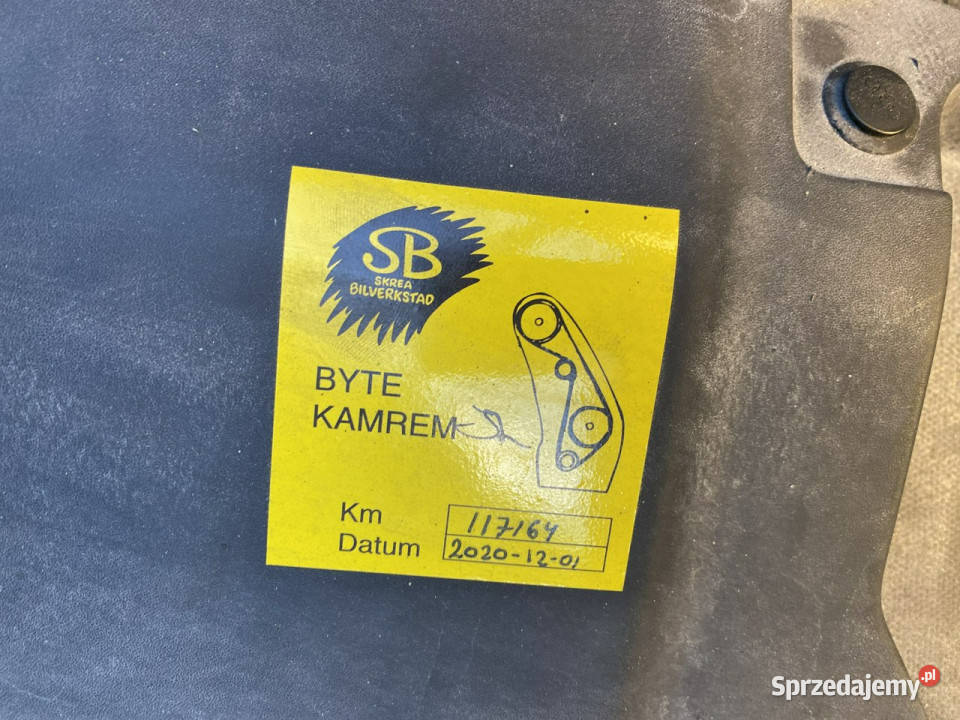 SB
SKREA
BILVERKSTAD
BYTE
KAMREM
Km 117164
Datum 2020-12-01
Sprzedajemy.pl